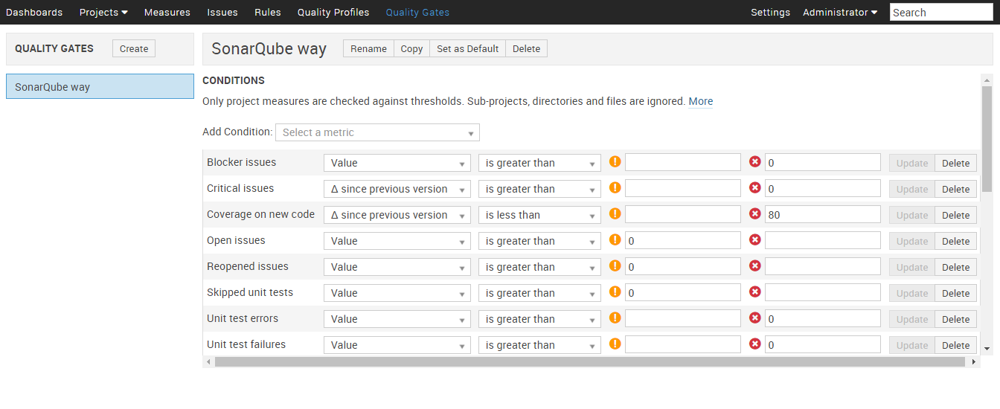 Dashboards Projects Measures Issues Rules Quality Profiles Quality Gates Settings Administrator Search
QUALITY GATES Create
SonarQube way
SonarQube way Rename Copy Set as Default Delete
CONDITIONS
Only project measures are checked against thresholds. Sub-projects, directories and files are ignored. More
Add Condition: Select a metric
Blocker issues Value is greater than 0 Update Delete
Critical issues Δ since previous version is greater than 0 Update Delete
Coverage on new code Δ since previous version is less than 80 Update Delete
Open issues Value is greater than 0 Update Delete
Reopened issues Value is greater than 0 Update Delete
Skipped unit tests Value is greater than 0 Update Delete
Unit test errors Value is greater than 0 Update Delete
Unit test failures Value is greater than 0 Update Delete